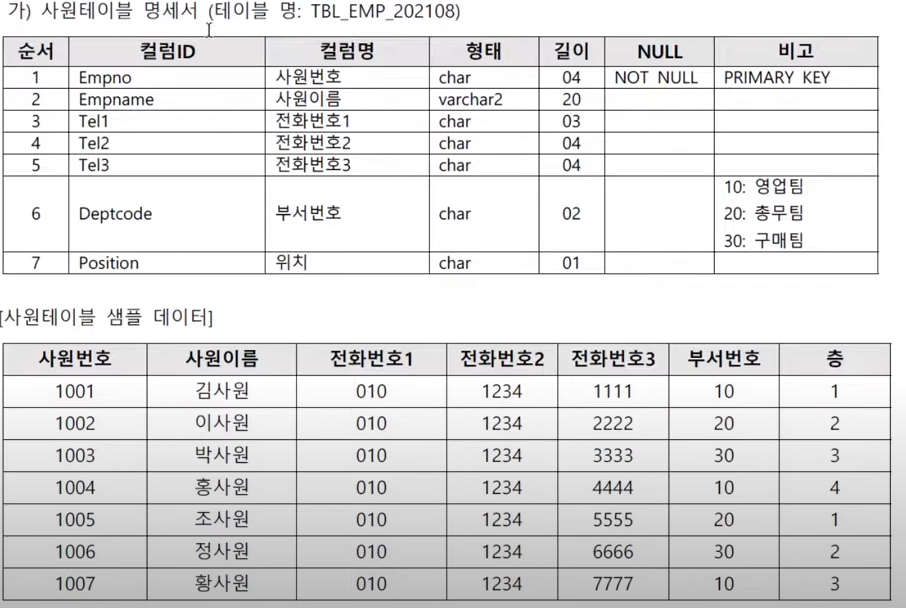 가) 사원테이블 명세서 (테이블 명: TBL_EMP_202108)
순서 컬럼ID 컬럼명 형태 길이 NULL 비고
1 Empno 사원번호 char 04 NOT NULL PRIMARY KEY
2 Empname 사원이름 varchar2 20
3 Tel1 전화번호1 char 03
4 Tel2 전화번호2 char 04
5 Tel3 전화번호3 char 04
6 Deptcode 부서번호 char 02 10: 영업팀
20: 총무팀
30: 구매팀
7 Position 위치 char 01
[사원테이블 샘플 데이터]
사원번호 사원이름 전화번호1 전화번호2 전화번호3 부서번호 층
1001 김사원 010 1234 1111 10 1
1002 이사원 010 1234 2222 20 2
1003 박사원 010 1234 3333 30 3
1004 홍사원 010 1234 4444 10 4
1005 조사원 010 1234 5555 20 1
1006 정사원 010 1234 6666 30 2
1007 황사원 010 1234 7777 10 3